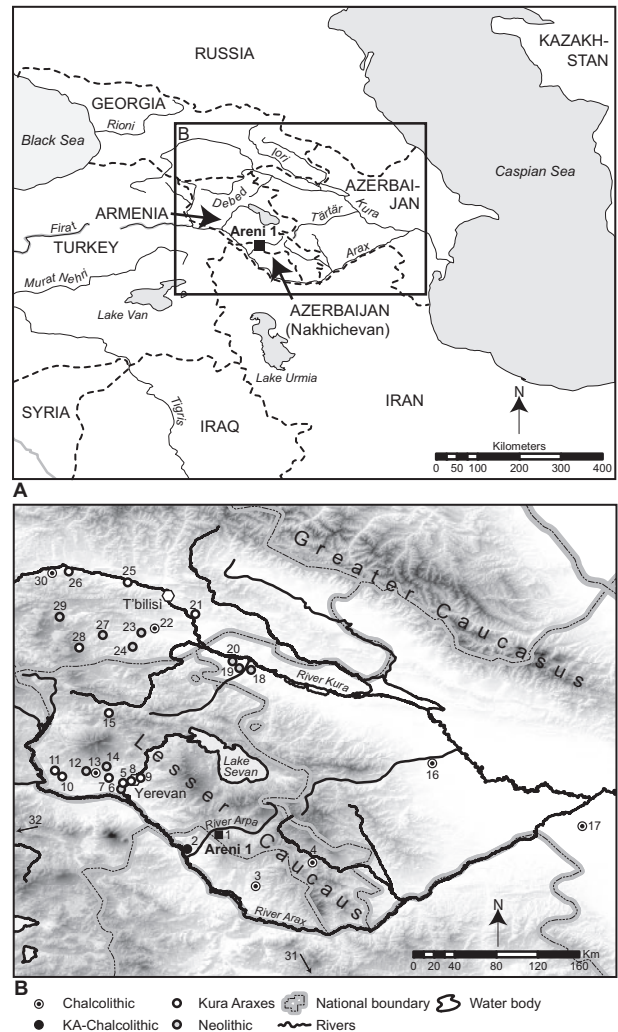 RUSSIA
KAZAKH-
STAN
GEORGIA
Rioni
Black Sea
B
Iori
Caspian Sea
AZERBAI-
JAN
Debed
Kura
Tärtär
ARMENIA
Areni 1
Firat
TURKEY
Arax
Murat Nehri
Lake Van
AZERBAIJAN
(Nakhichevan)
Lake Urmia
IRAN
N
SYRIA
Tigris
IRAQ
Kilometers
0 50 100 200 300 400
A
Greater Caucasus
30
26
25
T'bilisi
29
21
27
23
22
28
24
20
19
18
River Kura
15
Lesser Caucaus
Lake
Sevan
11
12
13
14
10
7
6
5
8
9
Yerevan
16
32
River Arpa
1
2
Areni 1
4
17
3
River Arax
N
31
0 20 40 80 120 160 Km
B
Chalcolithic
Kura Araxes
National boundary
Water body
KA-Chalcolithic
Neolithic
Rivers